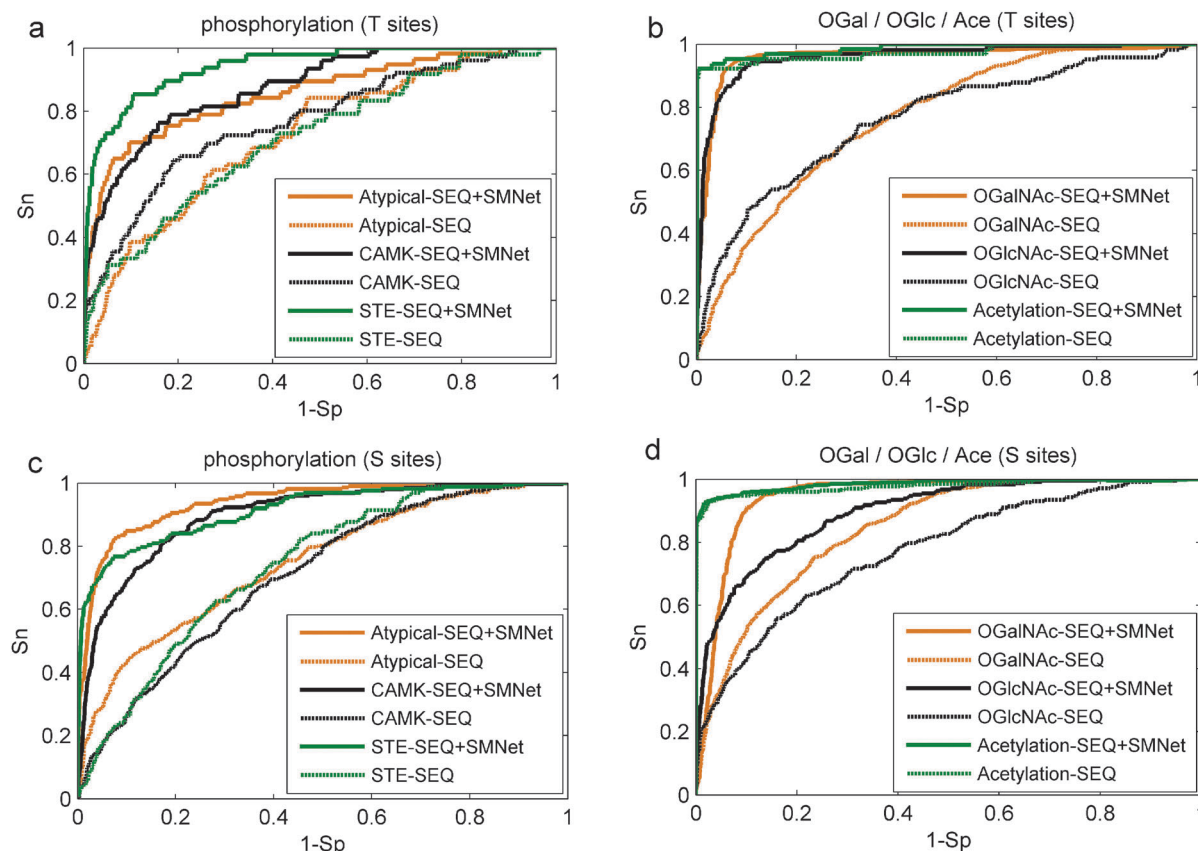 a
phosphorylation (T sites)
Sn
1
0.8
0.6
0.4
0.2
0
Atypical-SEQ+SMNet
Atypical-SEQ
CAMK-SEQ+SMNet
CAMK-SEQ
STE-SEQ+SMNet
STE-SEQ
0 0.2 0.4 0.6 0.8 1
1-Sp
b
OGal / OGlc / Ace (T sites)
Sn
1
0.8
0.6
0.4
0.2
0
OGalNAc-SEQ+SMNet
OGalNAc-SEQ
OGlcNAc-SEQ+SMNet
OGlcNAc-SEQ
Acetylation-SEQ+SMNet
Acetylation-SEQ
0 0.2 0.4 0.6 0.8 1
1-Sp
c
phosphorylation (S sites)
Sn
1
0.8
0.6
0.4
0.2
0
Atypical-SEQ+SMNet
Atypical-SEQ
CAMK-SEQ+SMNet
CAMK-SEQ
STE-SEQ+SMNet
STE-SEQ
0 0.2 0.4 0.6 0.8 1
1-Sp
d
OGal / OGlc / Ace (S sites)
Sn
1
0.8
0.6
0.4
0.2
0
OGalNAc-SEQ+SMNet
OGalNAc-SEQ
OGlcNAc-SEQ+SMNet
OGlcNAc-SEQ
Acetylation-SEQ+SMNet
Acetylation-SEQ
0 0.2 0.4 0.6 0.8 1
1-Sp